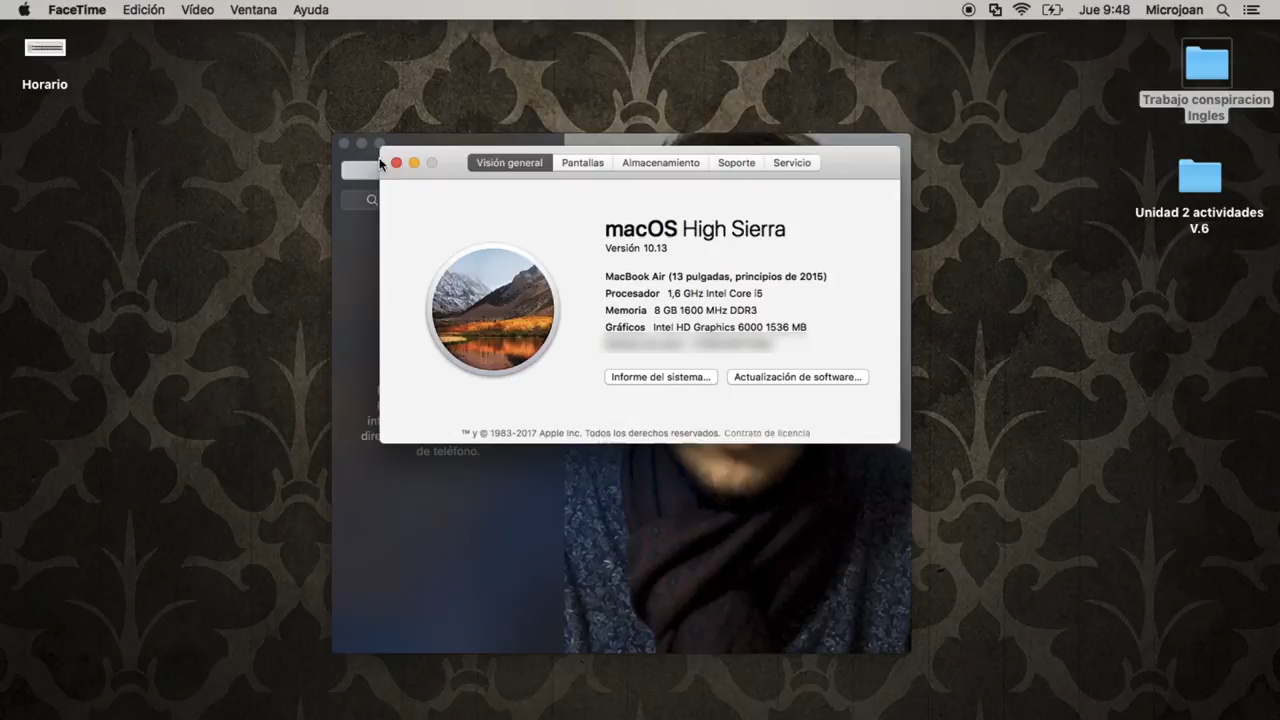 FaceTime Edición Vídeo Ventana Ayuda Jue 9:48 Microjoan
Horario
Trabajo conspiracion
Ingles
Unidad 2 actividades
V.6
Visión general Pantallas Almacenamiento Soporte Servicio
macOS High Sierra
Versión 10.13
MacBook Air (13 pulgadas, principios de 2015)
Procesador 1,6 GHz Intel Core i5
Memoria 8 GB 1600 MHz DDR3
Gráficos Intel HD Graphics 6000 1536 MB
Informe del sistema... Actualización de software...
™ y © 1983-2017 Apple Inc. Todos los derechos reservados. Contrato de licencia
de teléfono.